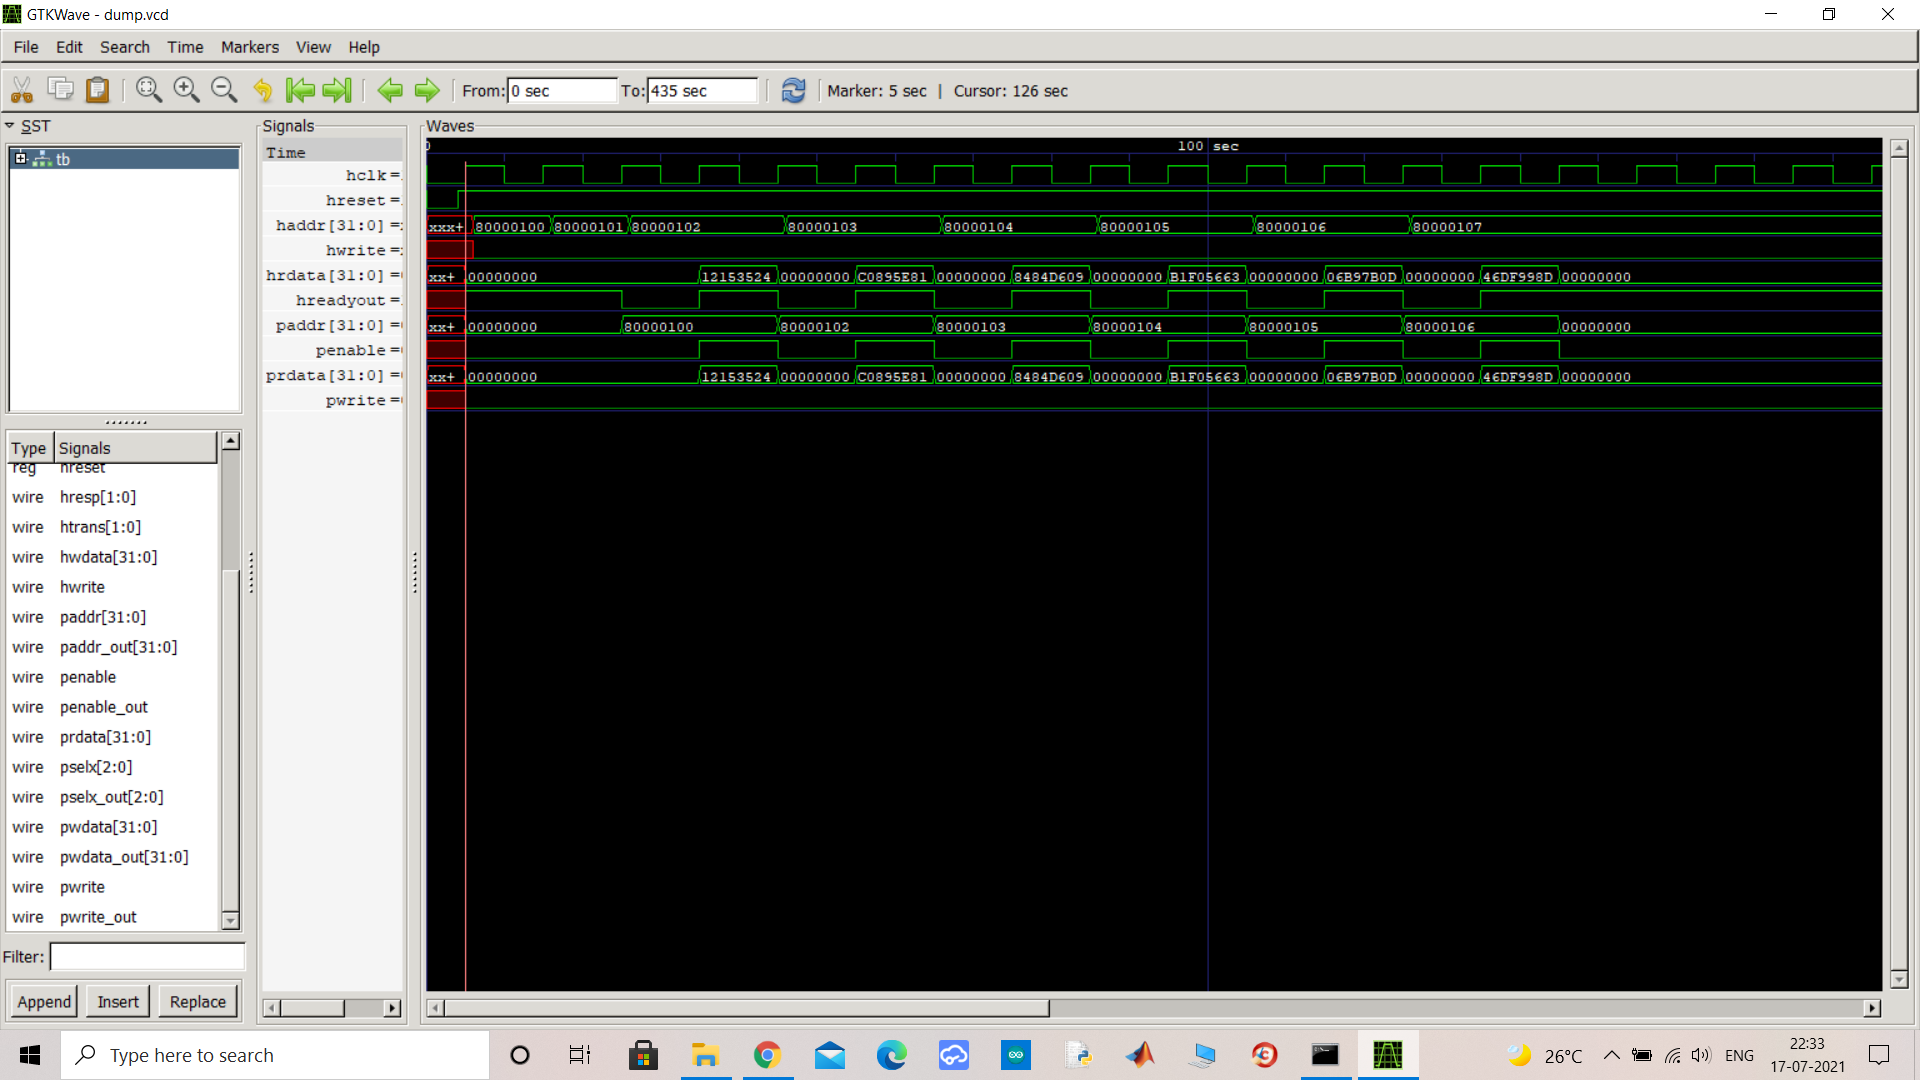 GTKWave - dump.vcd
File Edit Search Time Markers View Help
From: 0 sec To: 435 sec Marker: 5 sec | Cursor: 126 sec
SST
tb
Type Signals
reg hreset
wire hresp[1:0]
wire htrans[1:0]
wire hwdata[31:0]
wire hwrite
wire paddr[31:0]
wire paddr_out[31:0]
wire penable
wire penable_out
wire prdata[31:0]
wire pselx[2:0]
wire pselx_out[2:0]
wire pwdata[31:0]
wire pwdata_out[31:0]
wire pwrite
wire pwrite_out
Filter:
Append Insert Replace
Signals
Time
hclk =
hreset =
haddr[31:0] =
hwrite =
hrdata[31:0] =
hreadyout =
paddr[31:0] =
penable =
prdata[31:0] =
pwrite =
Waves
0 100 sec
xxx+ 80000100 80000101 80000102 80000103 80000104 80000105 80000106 80000107
xx+ 00000000 12153524 00000000 C0895E81 00000000 8484D609 00000000 B1F05663 00000000 06B97B0D 00000000 46DF998D 00000000
xx+ 00000000 80000100 80000102 80000103 80000104 80000105 80000106 00000000
xx+ 00000000 12153524 00000000 C0895E81 00000000 8484D609 00000000 B1F05663 00000000 06B97B0D 00000000 46DF998D 00000000
Type here to search
26°C ENG 22:33
17-07-2021